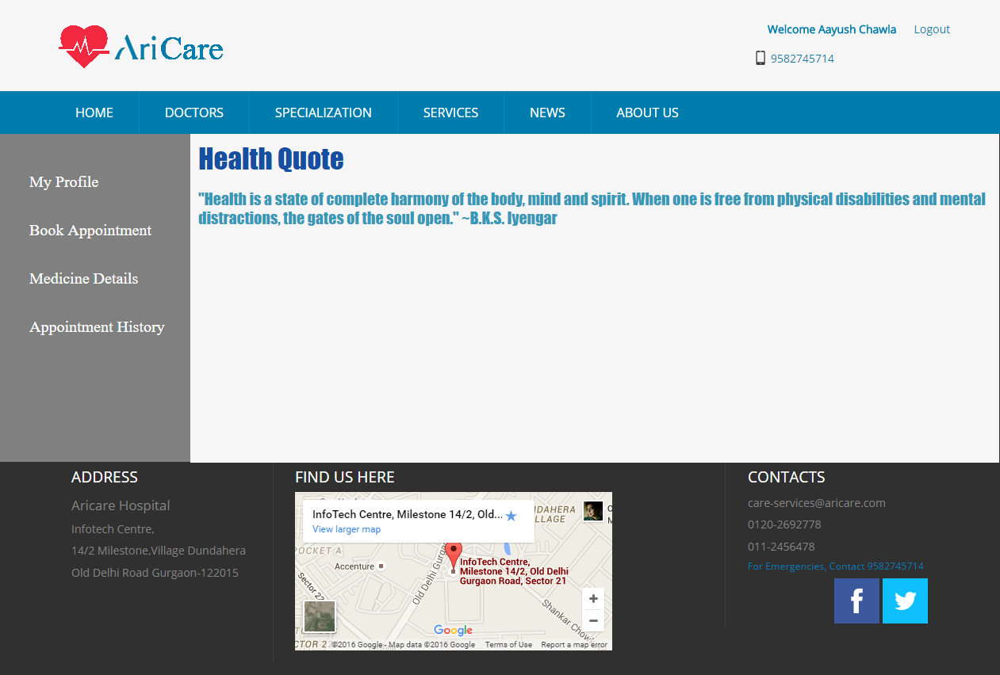 AriCare
Welcome Aayush Chawla Logout
9582745714
HOME DOCTORS SPECIALIZATION SERVICES NEWS ABOUT US
My Profile
Book Appointment
Medicine Details
Appointment History
Health Quote
"Health is a state of complete harmony of the body, mind and spirit. When one is free from physical disabilities and mental
distractions, the gates of the soul open." ~B.K.S. Iyengar
ADDRESS
Aricare Hospital
Infotech Centre,
14/2 Milestone,Village Dundahera
Old Delhi Road Gurgaon-122015
FIND US HERE
InfoTech Centre, Milestone 14/2, Old...
View larger map
NDAHERA
LLAGE
POCKET A
Accenture
Old Delhi Gurga
InfoTech Centre,
Milestone 14/2, Old Delhi
Gurgaon Road, Sector 21
Sector 22
Shankar Chow
CTOR 2
Google
©2016 Google - Map data ©2016 Google Terms of Use Report a map error
CONTACTS
care-services@aricare.com
0120-2692778
011-2456478
For Emergencies, Contact 9582745714